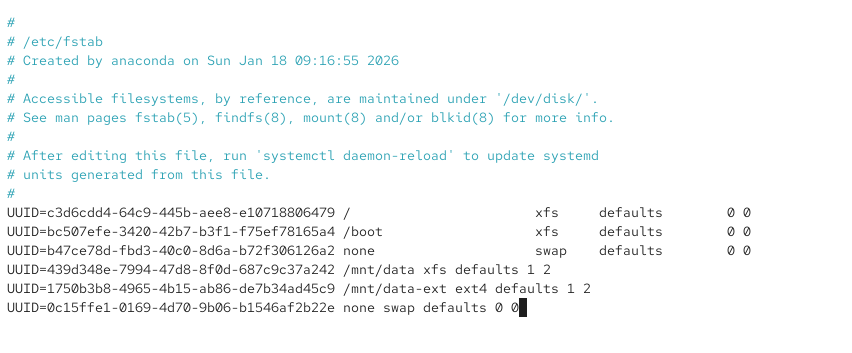 #
# /etc/fstab
# Created by anaconda on Sun Jan 18 09:16:55 2026
#
# Accessible filesystems, by reference, are maintained under '/dev/disk/'.
# See man pages fstab(5), findfs(8), mount(8) and/or blkid(8) for more info.
#
# After editing this file, run 'systemctl daemon-reload' to update systemd
# units generated from this file.
#
UUID=c3d6cdd4-64c9-445b-aee8-e10718806479 /                       xfs     defaults        0 0
UUID=bc507efe-3420-42b7-b3f1-f75ef78165a4 /boot                   xfs     defaults        0 0
UUID=b47ce78d-fbd3-40c0-8d6a-b72f306126a2 none                    swap    defaults        0 0
UUID=439d348e-7994-47d8-8f0d-687c9c37a242 /mnt/data xfs defaults 1 2
UUID=1750b3b8-4965-4b15-ab86-de7b34ad45c9 /mnt/data-ext ext4 defaults 1 2
UUID=0c15ffe1-0169-4d70-9b06-b1546af2b22e none swap defaults 0 0